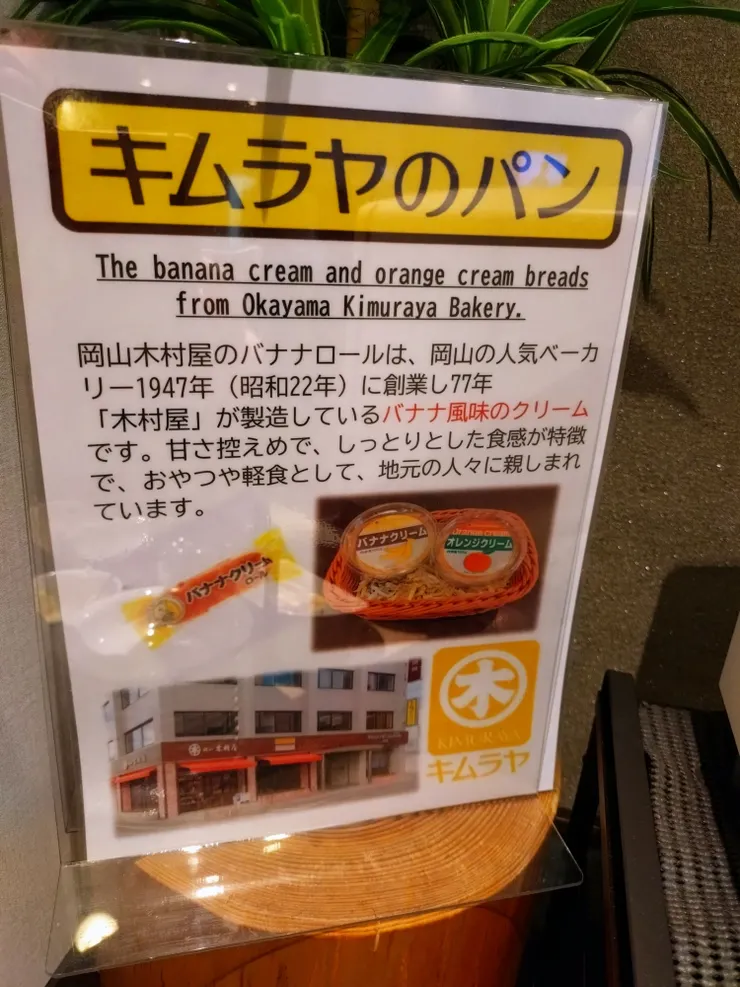 キムラヤのパン
The banana cream and orange cream breads
from Okayama Kimuraya Bakery.
岡山木村屋のバナナロールは、岡山の人気ベーカ
リー1947年（昭和22年）に創業し77年
「木村屋」が製造しているバナナ風味のクリーム
です。甘さ控えめで、しっとりとした食感が特徴
で、おやつや軽食として、地元の人々に親しまれ
ています。
バナナクリーム
ロール
バナナクリーム
オレンジクリーム
木
KIMURAYA
キムラヤ